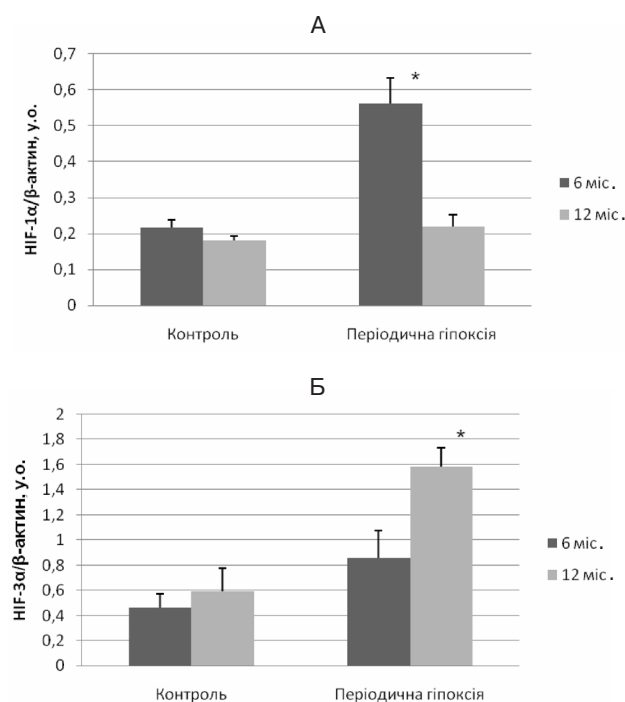 А
0,7
0,6
0,5
0,4
0,3
0,2
0,1
0
HIF-1α/β-актин, у.о.
*
6 міс.
12 міс.
Контроль
Періодична гіпоксія
Б
2
1,8
1,6
1,4
1,2
1
0,8
0,6
0,4
0,2
0
HIF-3α/β-актин, у.о.
*
6 міс.
12 міс.
Контроль
Періодична гіпоксія